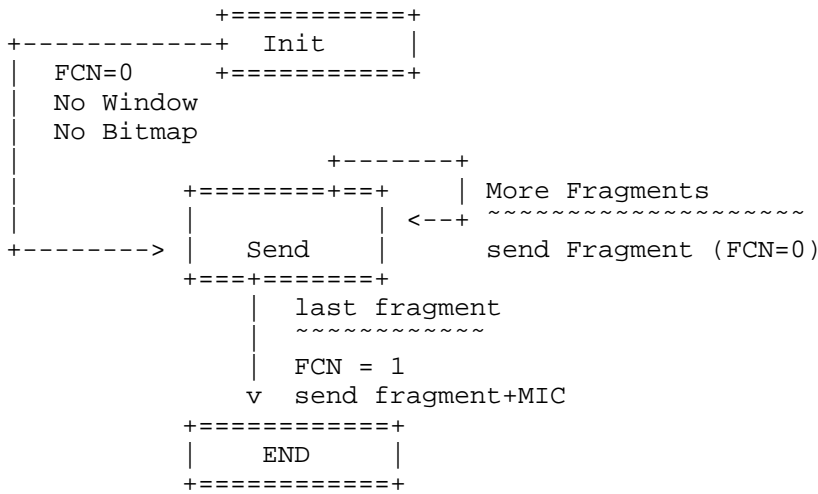 Init
FCN=0
No Window
No Bitmap
More Fragments
~~~~~~~~~~~~~~~~~~~~
Send
send Fragment (FCN=0)
last fragment
~~~~~~~~~~~~
FCN = 1
send fragment+MIC
END